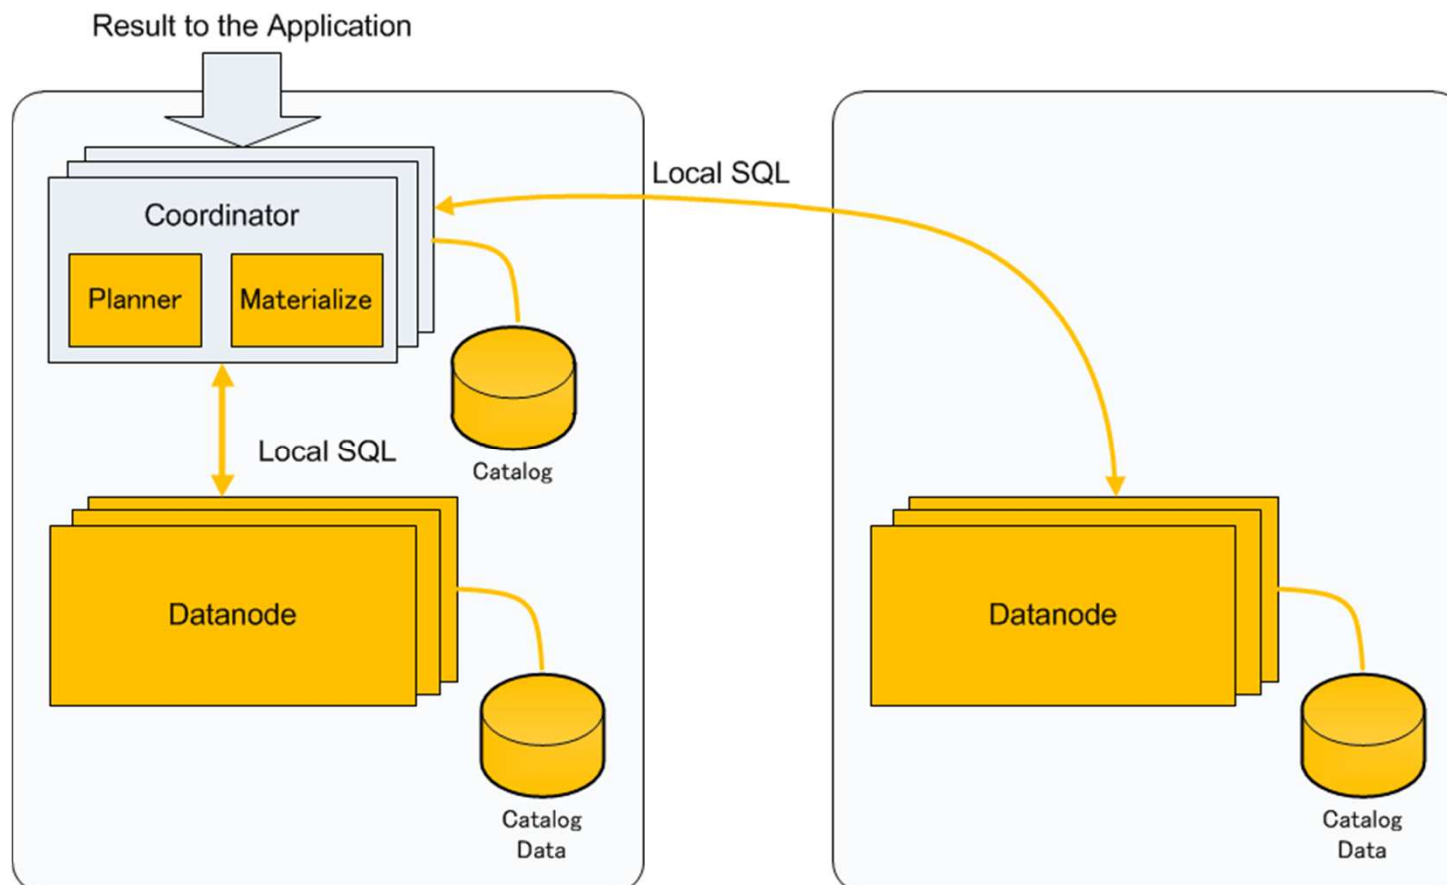 Result to the Application
Local SQL
Coordinator
Planner
Materialize
Local SQL
Catalog
Datanode
Datanode
Catalog
Data
Catalog
Data